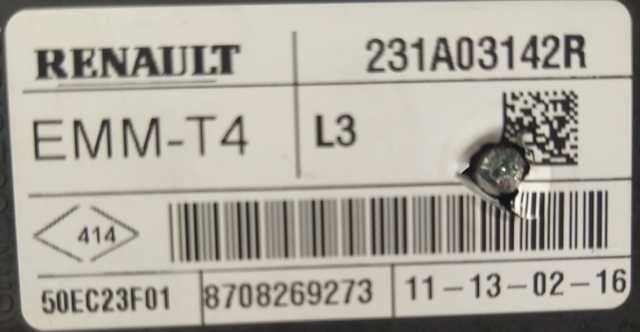 RENAULT 231A03142R
EMM-T4 L3
414
50EC23F01 8708269273 11-13-02-16